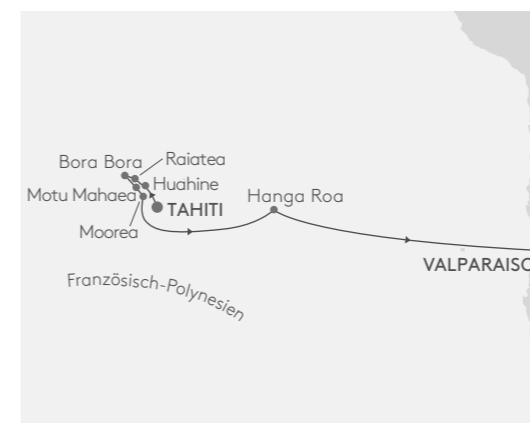 Bora Bora
Raiatea
Huahine
Motu Mahaea
TAHITI
Hanga Roa
Moorea
VALPARAISO
Französisch-Polynesien